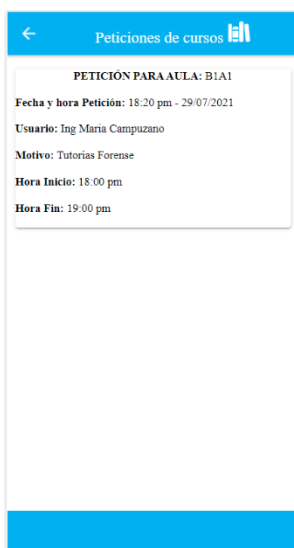 Peticiones de cursos
PETICIÓN PARA AULA: B1A1
Fecha y hora Petición: 18:20 pm - 29/07/2021
Usuario: Ing Maria Campuzano
Motivo: Tutorias Forense
Hora Inicio: 18:00 pm
Hora Fin: 19:00 pm